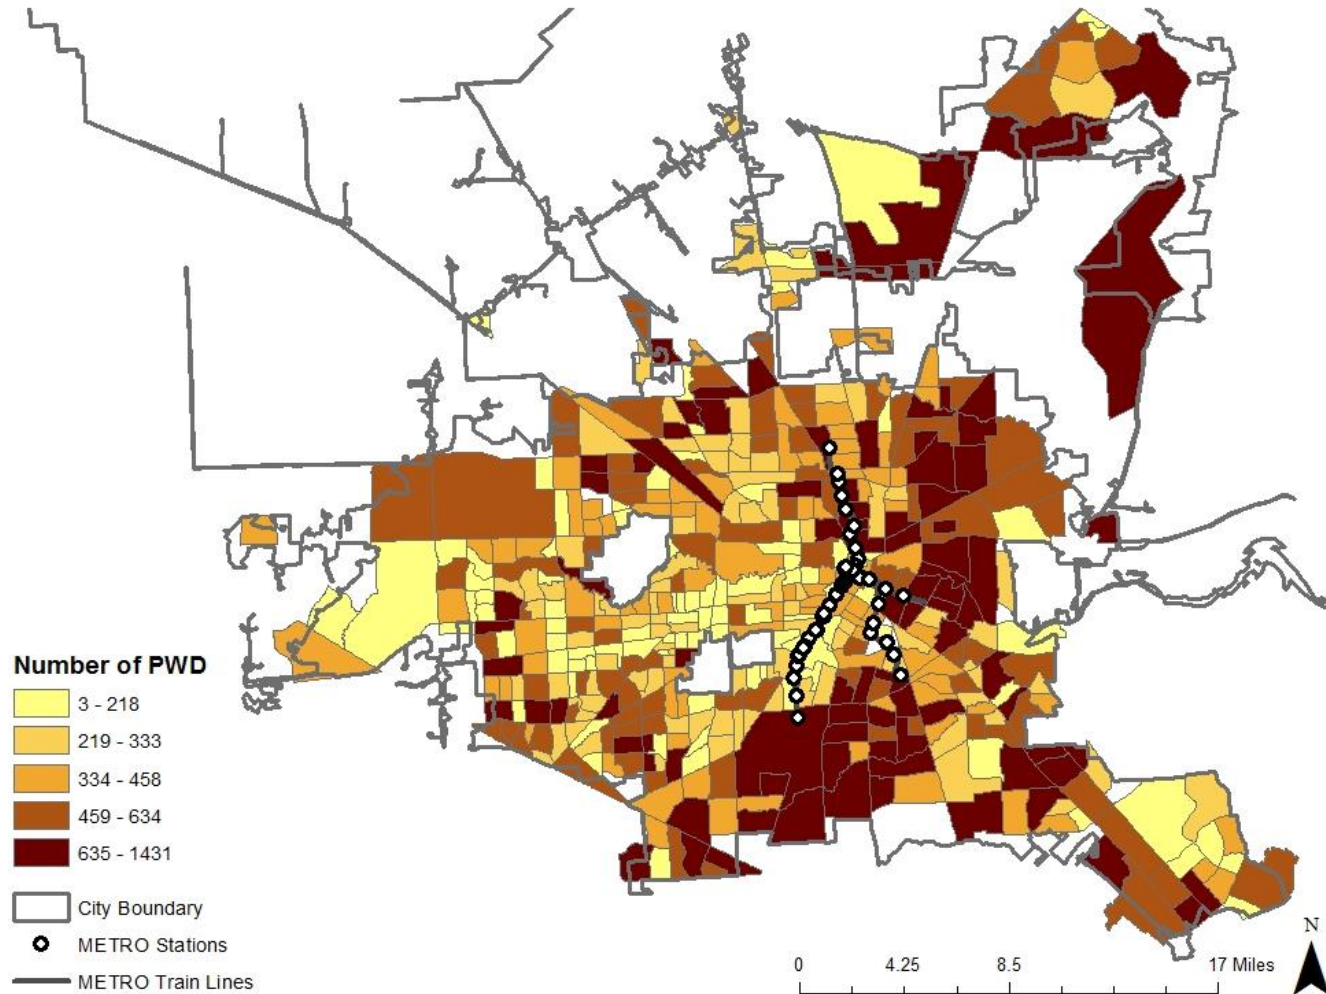 Number of PWD
3 - 218
219 - 333
334 - 458
459 - 634
635 - 1431
City Boundary
METRO Stations
METRO Train Lines
N
0 4.25 8.5 17 Miles